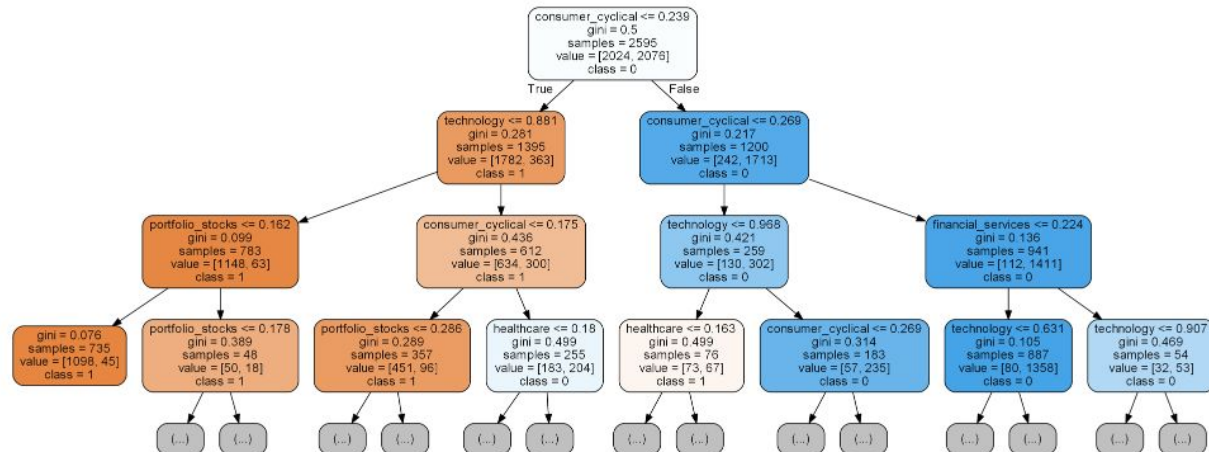 consumer_cyclical <= 0.239
gini = 0.5
samples = 2595
value = [2024, 2076]
class = 0
True
False
technology <= 0.881
gini = 0.281
samples = 1395
value = [1782, 363]
class = 1
consumer_cyclical <= 0.269
gini = 0.217
samples = 1200
value = [242, 1713]
class = 0
portfolio_stocks <= 0.162
gini = 0.099
samples = 783
value = [1148, 63]
class = 1
consumer_cyclical <= 0.175
gini = 0.436
samples = 612
value = [634, 300]
class = 1
technology <= 0.968
gini = 0.421
samples = 259
value = [130, 302]
class = 0
financial_services <= 0.224
gini = 0.136
samples = 941
value = [112, 1411]
class = 0
gini = 0.076
samples = 735
value = [1098, 45]
class = 1
portfolio_stocks <= 0.178
gini = 0.389
samples = 48
value = [50, 18]
class = 1
portfolio_stocks <= 0.286
gini = 0.289
samples = 357
value = [451, 96]
class = 1
healthcare <= 0.18
gini = 0.499
samples = 255
value = [183, 204]
class = 0
healthcare <= 0.163
gini = 0.499
samples = 76
value = [73, 67]
class = 1
consumer_cyclical <= 0.269
gini = 0.314
samples = 183
value = [57, 235]
class = 0
technology <= 0.631
gini = 0.105
samples = 887
value = [80, 1358]
class = 0
technology <= 0.907
gini = 0.469
samples = 54
value = [32, 53]
class = 0
(...)
(...)
(...)
(...)
(...)
(...)
(...)
(...)
(...)
(...)
(...)
(...)
(...)
(...)